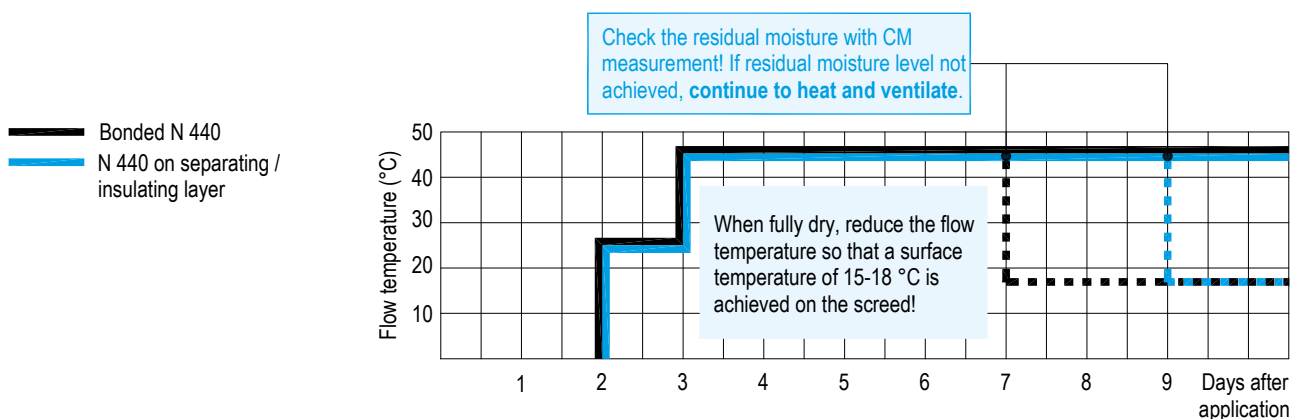 Check the residual moisture with CM
measurement! If residual moisture level not
achieved, continue to heat and ventilate.
Bonded N 440
N 440 on separating /
insulating layer
Flow temperature (°C)
50
40
30
20
10
When fully dry, reduce the flow
temperature so that a surface
temperature of 15-18 °C is
achieved on the screed!
1 2 3 4 5 6 7 8 9 Days after
application